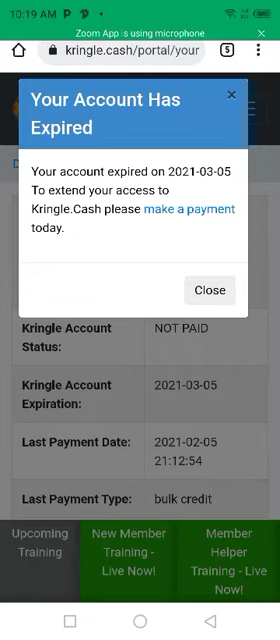 10:19 AM
Zoom App is using microphone
kringle.cash/portal/your
5
Your Account Has
Expired
×
Your account expired on 2021-03-05
To extend your access to
Kringle.Cash please make a payment
today.
Close
Kringle Account
Status:
NOT PAID
Kringle Account
Expiration:
2021-03-05
Last Payment Date:
2021-02-05
21:12:54
Last Payment Type:
bulk credit
Upcoming
Training
New Member
Training -
Live Now!
Member
Helper
Training - Live
Now!